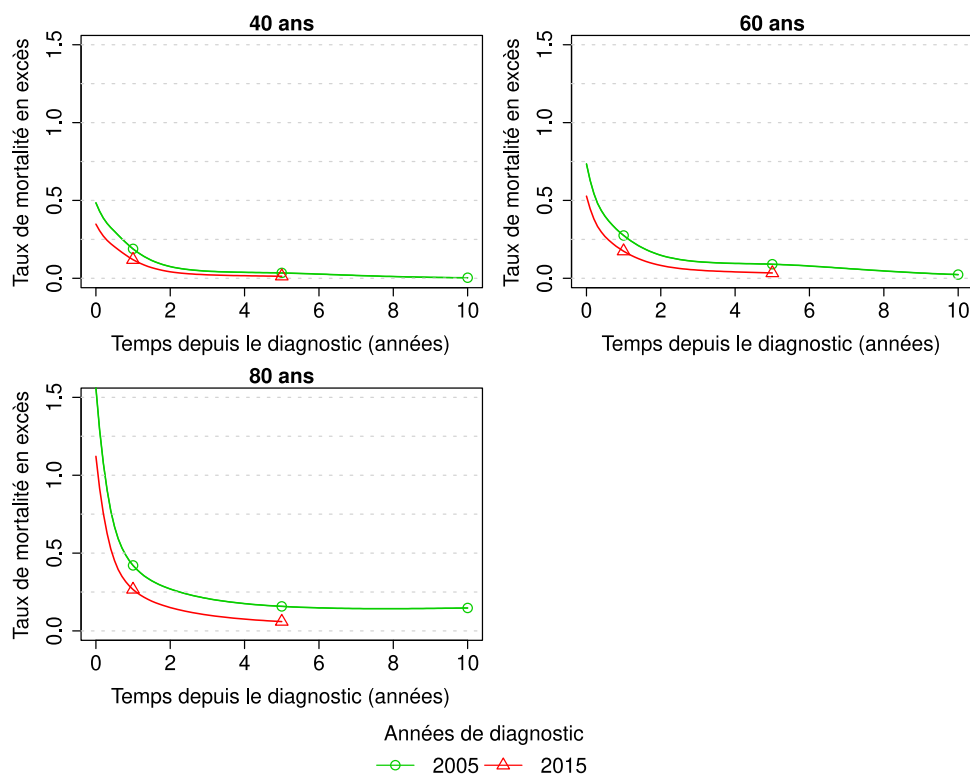 40 ans
Taux de mortalité en excès
0.0 0.5 1.0 1.5
0 2 4 6 8 10
Temps depuis le diagnostic (années)
60 ans
Taux de mortalité en excès
0.0 0.5 1.0 1.5
0 2 4 6 8 10
Temps depuis le diagnostic (années)
80 ans
Taux de mortalité en excès
0.0 0.5 1.0 1.5
0 2 4 6 8 10
Temps depuis le diagnostic (années)
Années de diagnostic
2005 2015